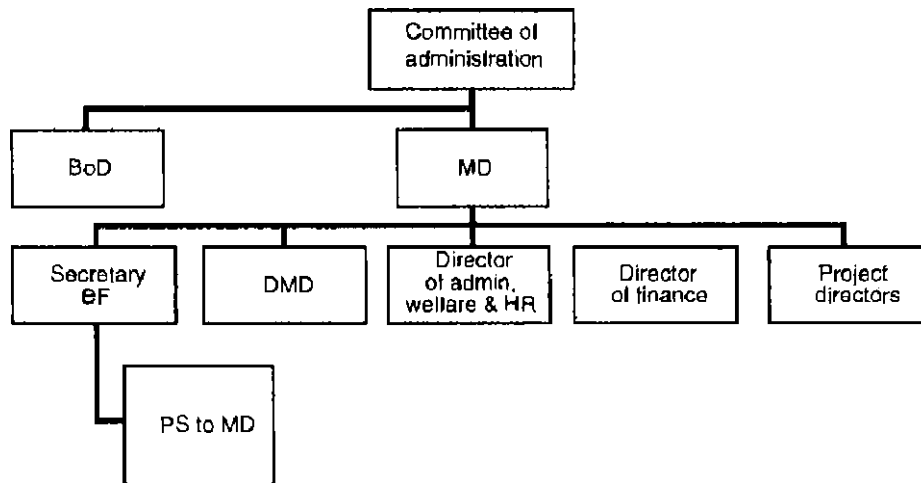 Committee of
administration
BoD
MD
Secretary
eF
DMD
Director
of admin,
welfare & HR
Director
of finance
Project
directors
PS to MD